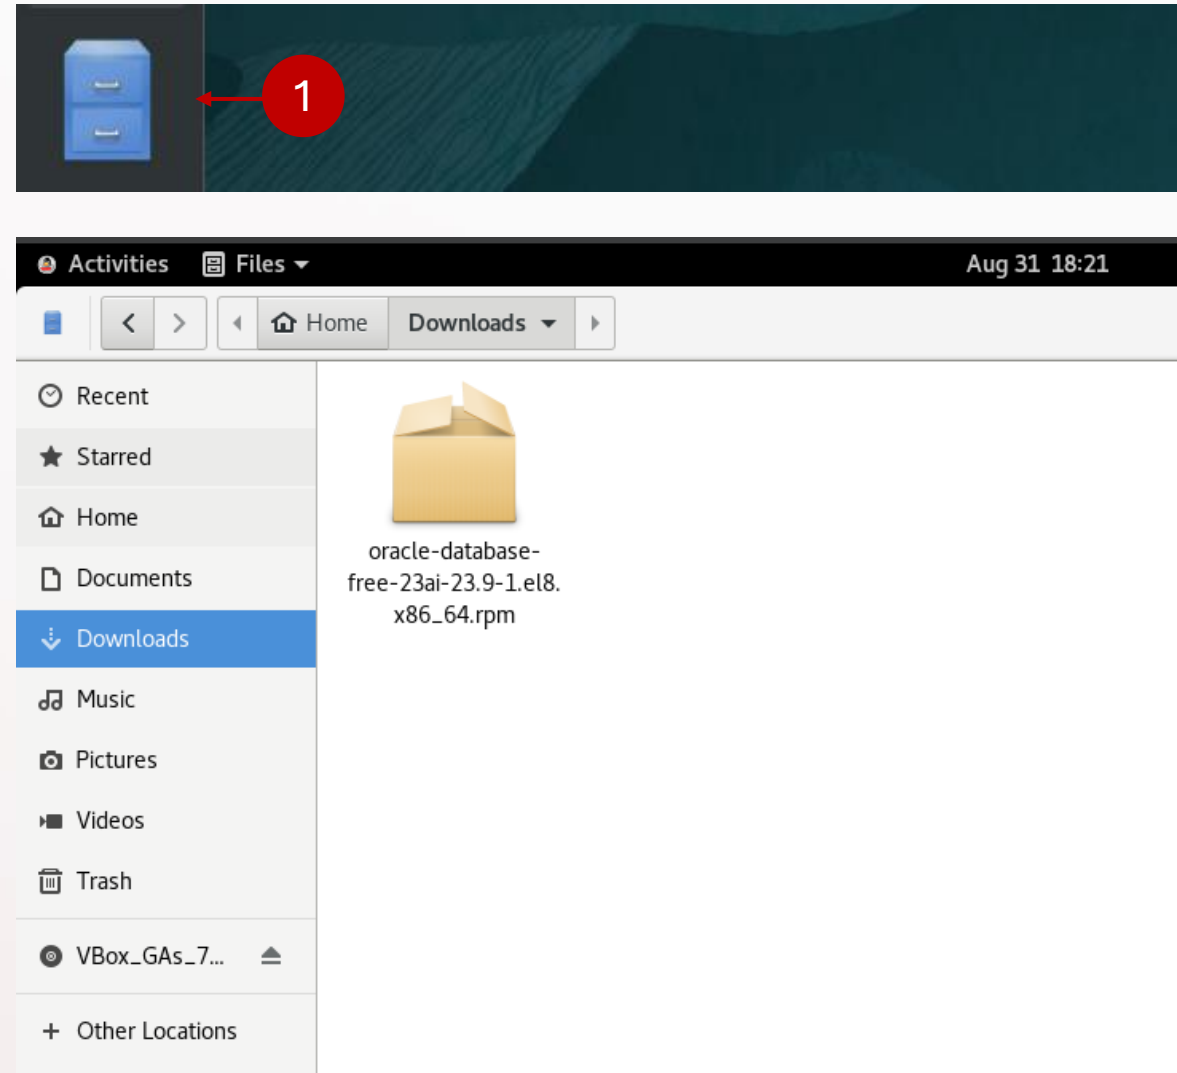 1
Activities Files Aug 31 18:21
Home Downloads
Recent
Starred
Home
Documents
Downloads
Music
Pictures
Videos
Trash
VBox_GAs_7...
Other Locations
oracle-database-
free-23ai-23.9-1.el8.
x86_64.rpm